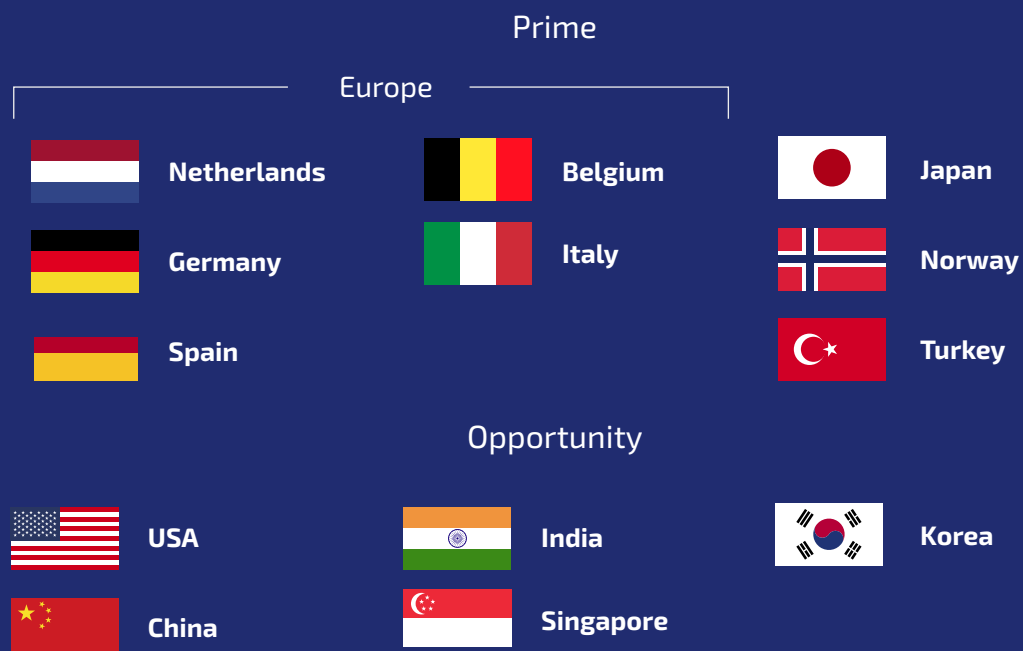 Prime
Europe
Netherlands
Belgium
Japan
Germany
Italy
Norway
Spain
Turkey
Opportunity
USA
India
Korea
China
Singapore